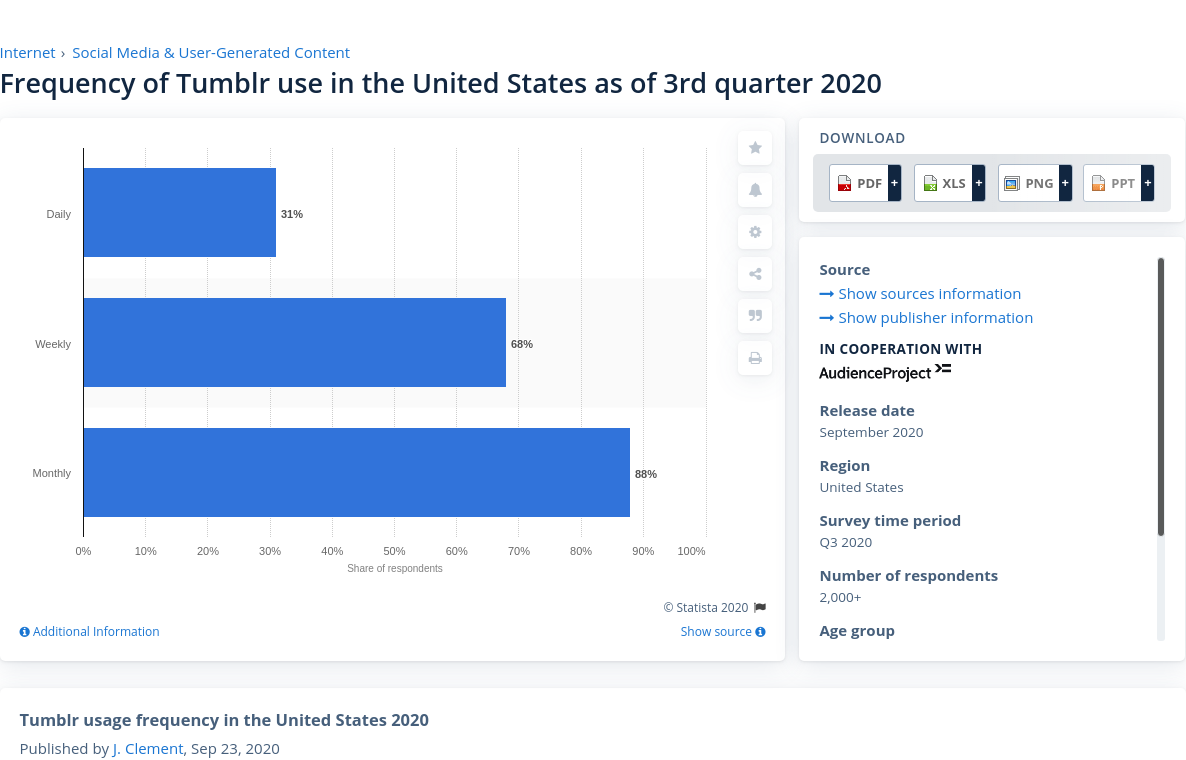 Internet › Social Media & User-Generated Content
Frequency of Tumblr use in the United States as of 3rd quarter 2020
Daily
31%
Weekly
68%
Monthly
88%
0% 10% 20% 30% 40% 50% 60% 70% 80% 90% 100%
Share of respondents
© Statista 2020
Additional Information
Show source
DOWNLOAD
PDF + XLS + PNG + PPT +
Source
Show sources information
Show publisher information
IN COOPERATION WITH
AudienceProject
Release date
September 2020
Region
United States
Survey time period
Q3 2020
Number of respondents
2,000+
Age group
Tumblr usage frequency in the United States 2020
Published by J. Clement, Sep 23, 2020